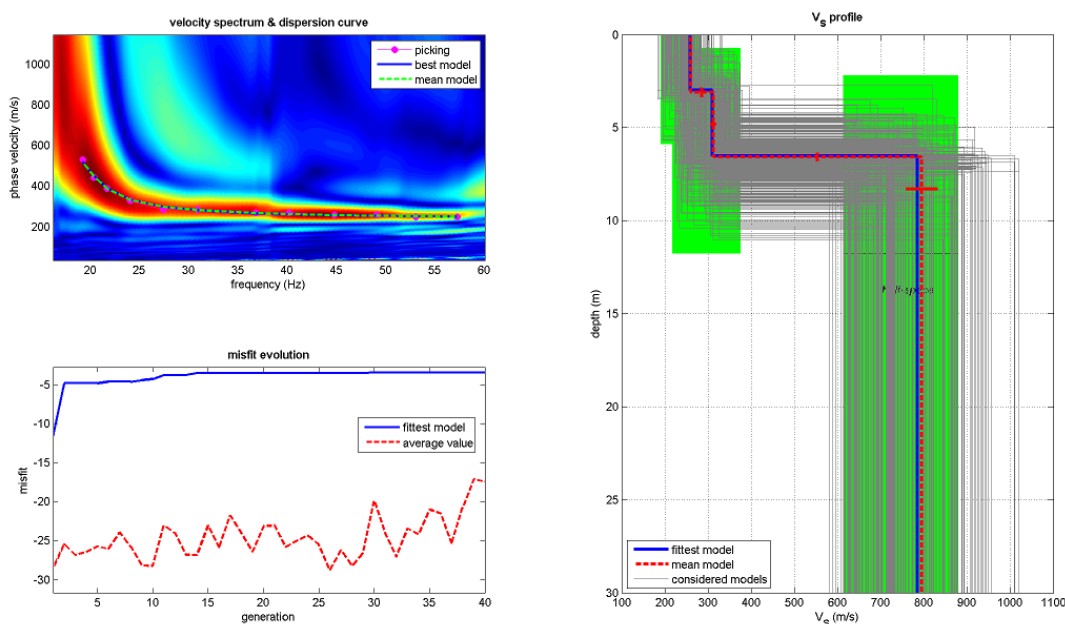 velocity spectrum & dispersion curve
picking
best model
mean model
1000
800
600
400
200
phase velocity (m/s)
20 25 30 35 40 45 50 55 60
frequency (Hz)
misfit evolution
-5
-10
-15
-20
-25
-30
misfit
fittest model
average value
5 10 15 20 25 30 35 40
generation
VS profile
0
5
10
15
20
25
30
depth (m)
fittest model
mean model
considered models
100 200 300 400 500 600 700 800 900 1000 1100
VS (m/s)